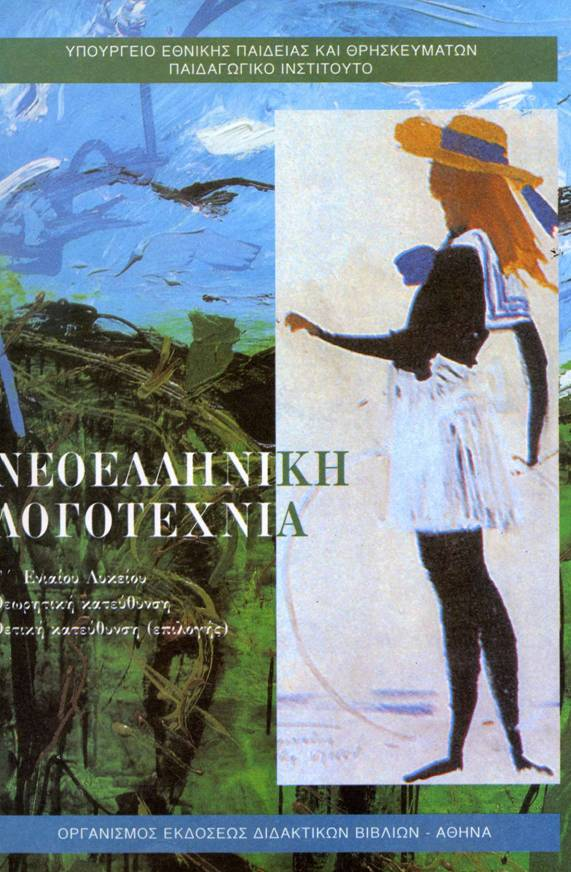 ΥΠΟΥΡΓΕΙΟ ΕΘΝΙΚΗΣ ΠΑΙΔΕΙΑΣ ΚΑΙ ΘΡΗΣΚΕΥΜΑΤΩΝ
ΠΑΙΔΑΓΩΓΙΚΟ ΙΝΣΤΙΤΟΥΤΟ
ΝΕΟΕΛΛΗΝΙΚΗ
ΛΟΓΟΤΕΧΝΙΑ
Ενιαίου Λυκείου
Θεωρητική κατεύθυνση
Θετική κατεύθυνση (επιλογής)
ΟΡΓΑΝΙΣΜΟΣ ΕΚΔΟΣΕΩΣ ΔΙΔΑΚΤΙΚΩΝ ΒΙΒΛΙΩΝ - ΑΘΗΝΑ